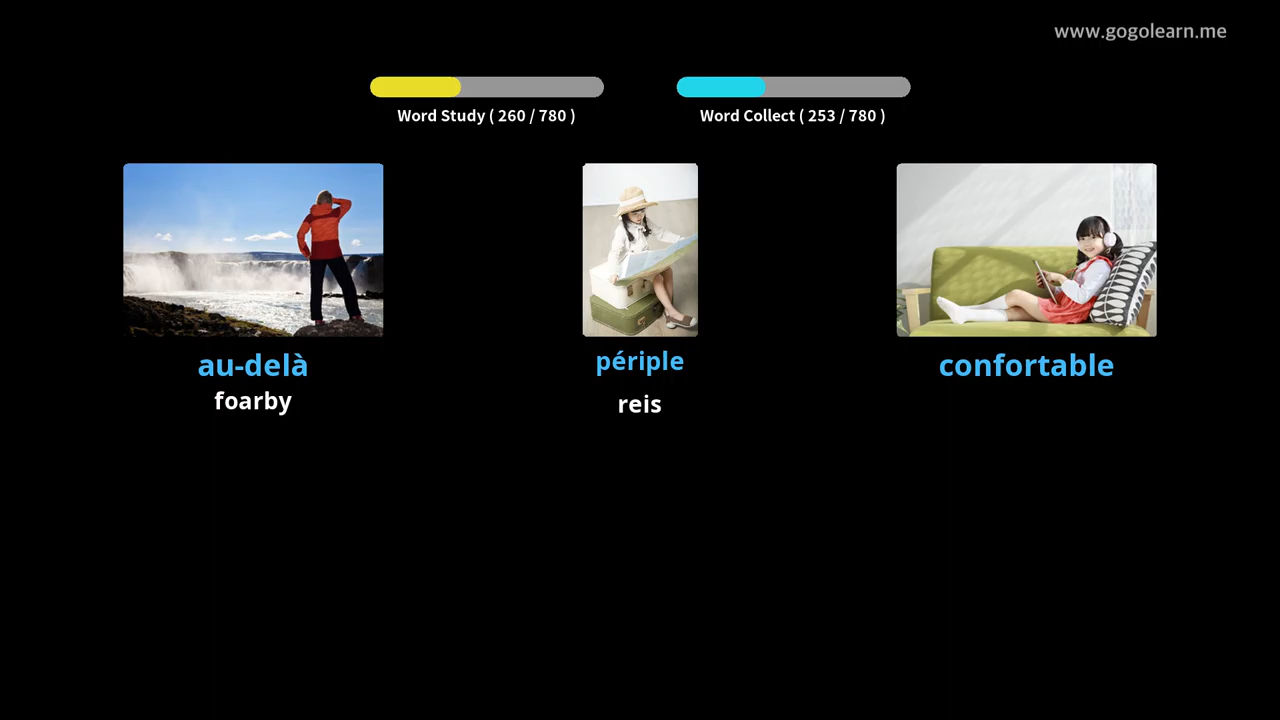 www.gogolearn.me
Word Study ( 260 / 780 )
Word Collect ( 253 / 780 )
au-delà
foarby
périple
reis
confortable